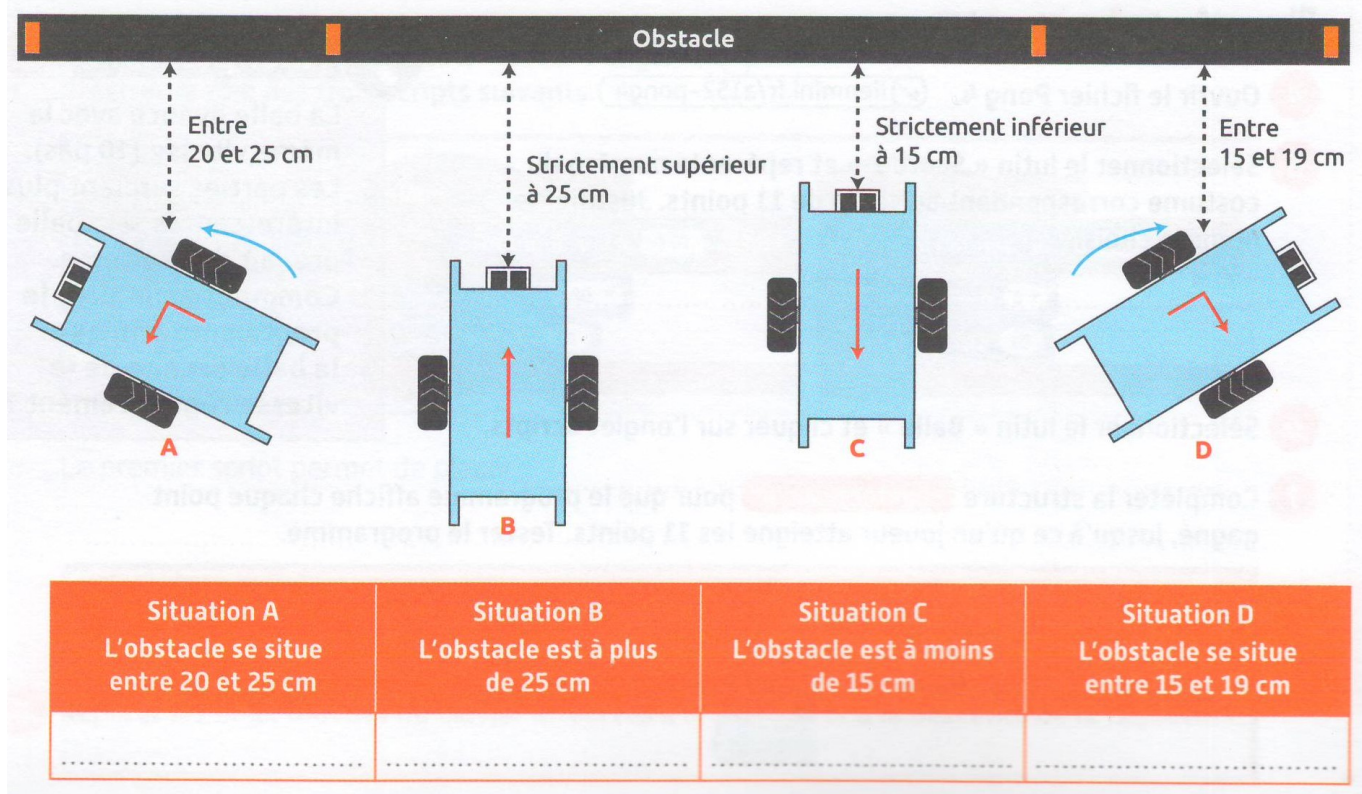 Obstacle
Entre
20 et 25 cm
Strictement supérieur
à 25 cm
Strictement inférieur
à 15 cm
Entre
15 et 19 cm
A
B
C
D
Situation A
L'obstacle se situe
entre 20 et 25 cm
Situation B
L'obstacle est à plus
de 25 cm
Situation C
L'obstacle est à moins
de 15 cm
Situation D
L'obstacle se situe
entre 15 et 19 cm